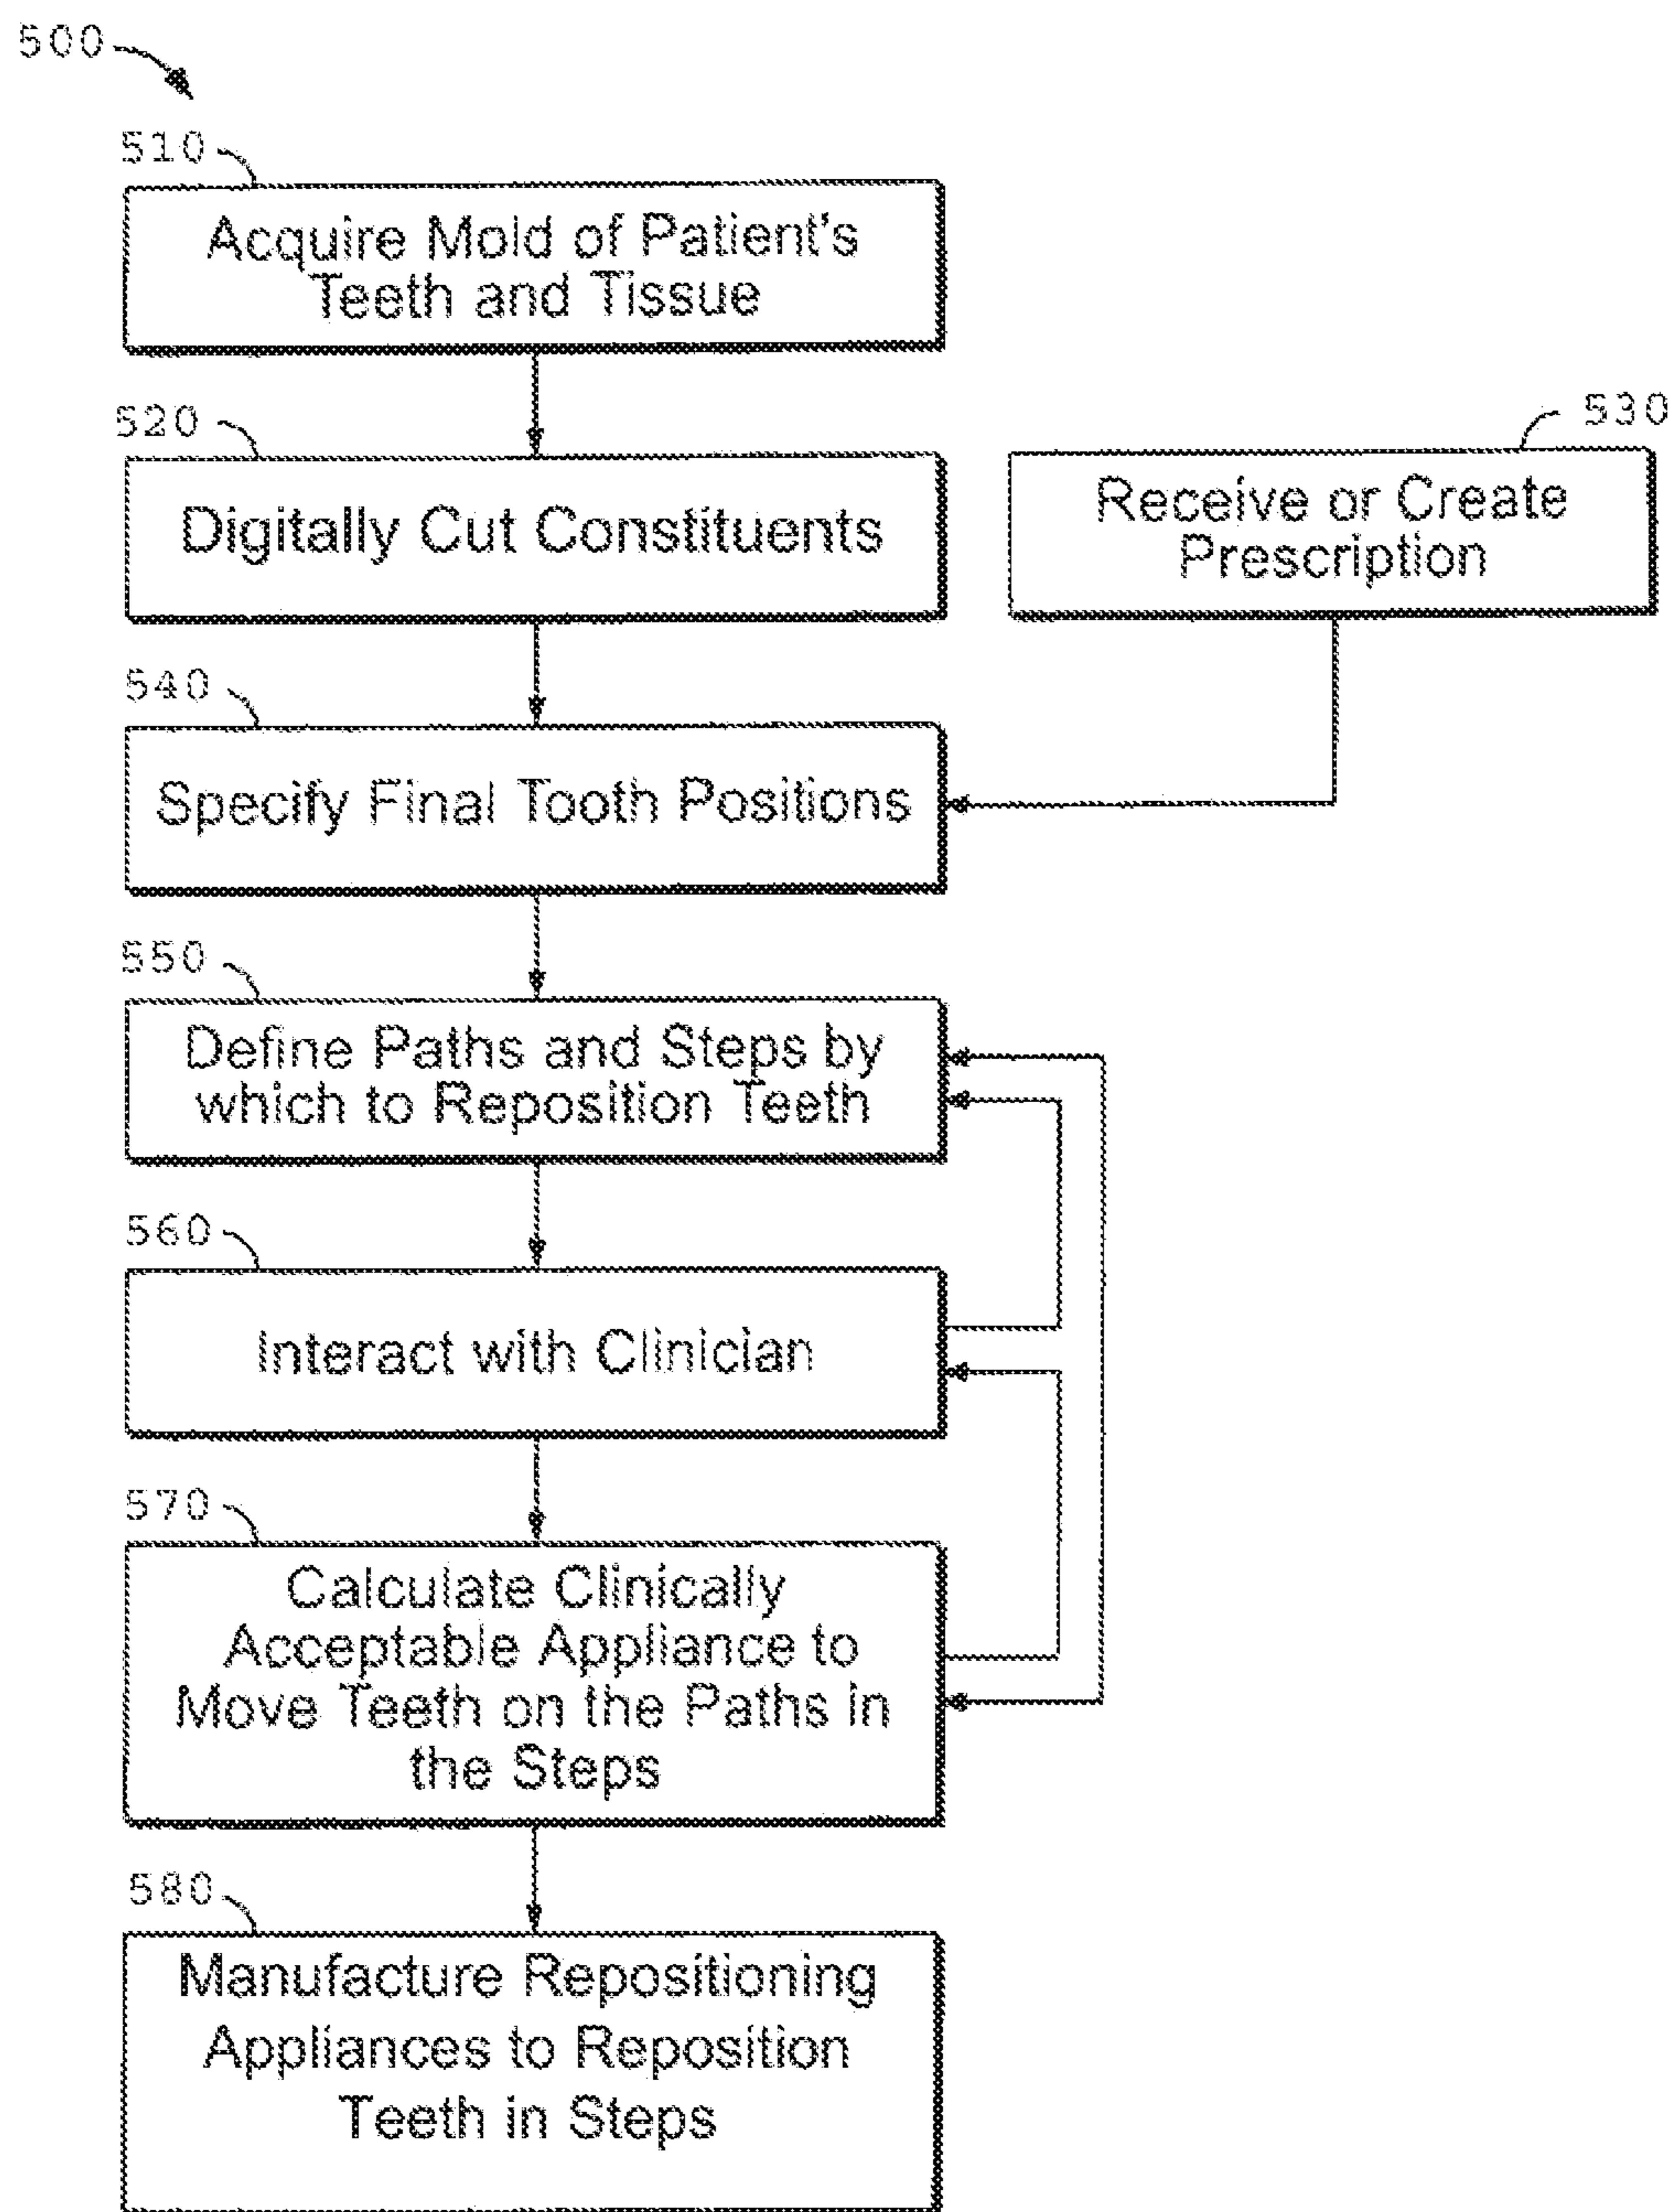 500
510
Acquire Mold of Patient's
Teeth and Tissue
520
Digitally Cut Constituents
530
Receive or Create
Prescription
540
Specify Final Tooth Positions
550
Define Paths and Steps by
which to Reposition Teeth
560
Interact with Clinician
570
Calculate Clinically
Acceptable Appliance to
Move Teeth on the Paths in
the Steps
580
Manufacture Repositioning
Appliances to Reposition
Teeth in Steps